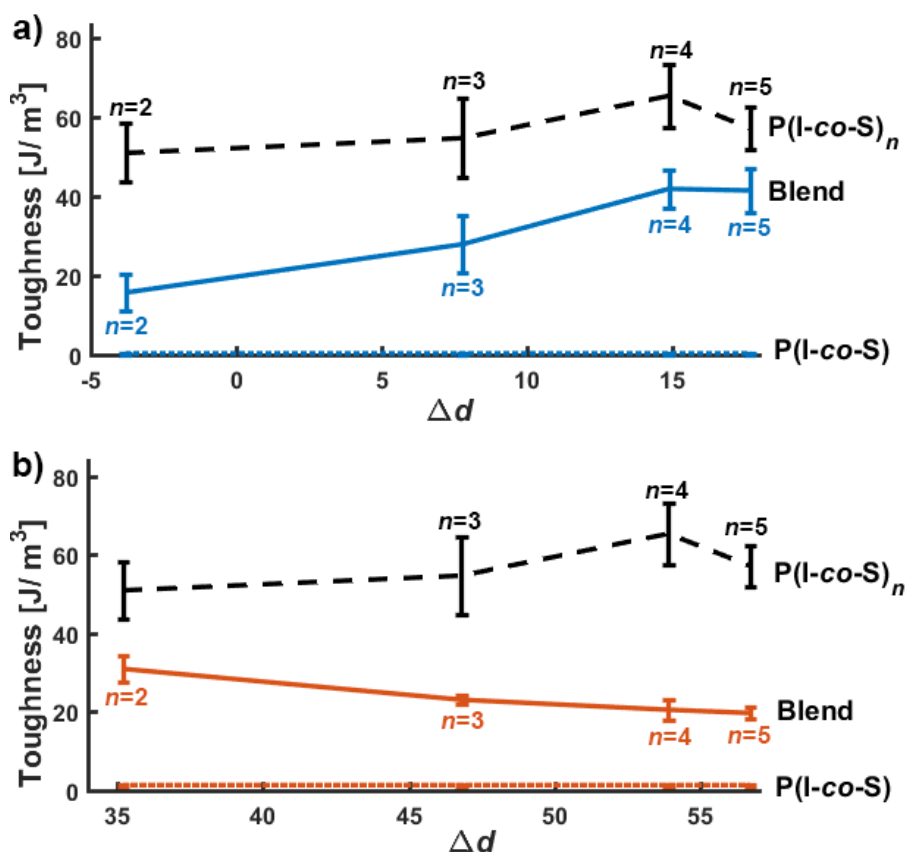 a)
Toughness [J/m³]
80
60
40
20
0
n=2
n=3
n=4
n=5
P(I-co-S)n
Blend
n=2
n=3
n=4
n=5
P(I-co-S)
-5
0
5
10
15
Δd
b)
Toughness [J/m³]
80
60
40
20
0
n=3
n=4
n=5
P(I-co-S)n
n=2
n=3
n=4
n=5
Blend
P(I-co-S)
35
40
45
50
55
Δd